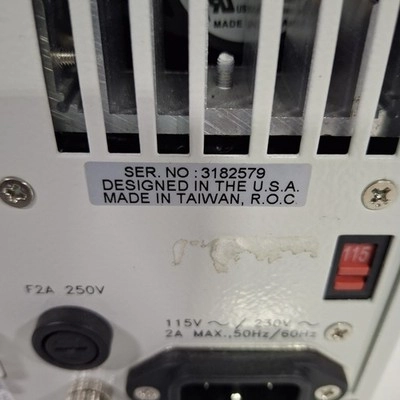 MADE
SER. NO : 3182579
DESIGNED IN THE U.S.A.
MADE IN TAIWAN, R.O.C.
115
F2A 250V
115V ~ / 230V ~
2A MAX.,50Hz/60Hz